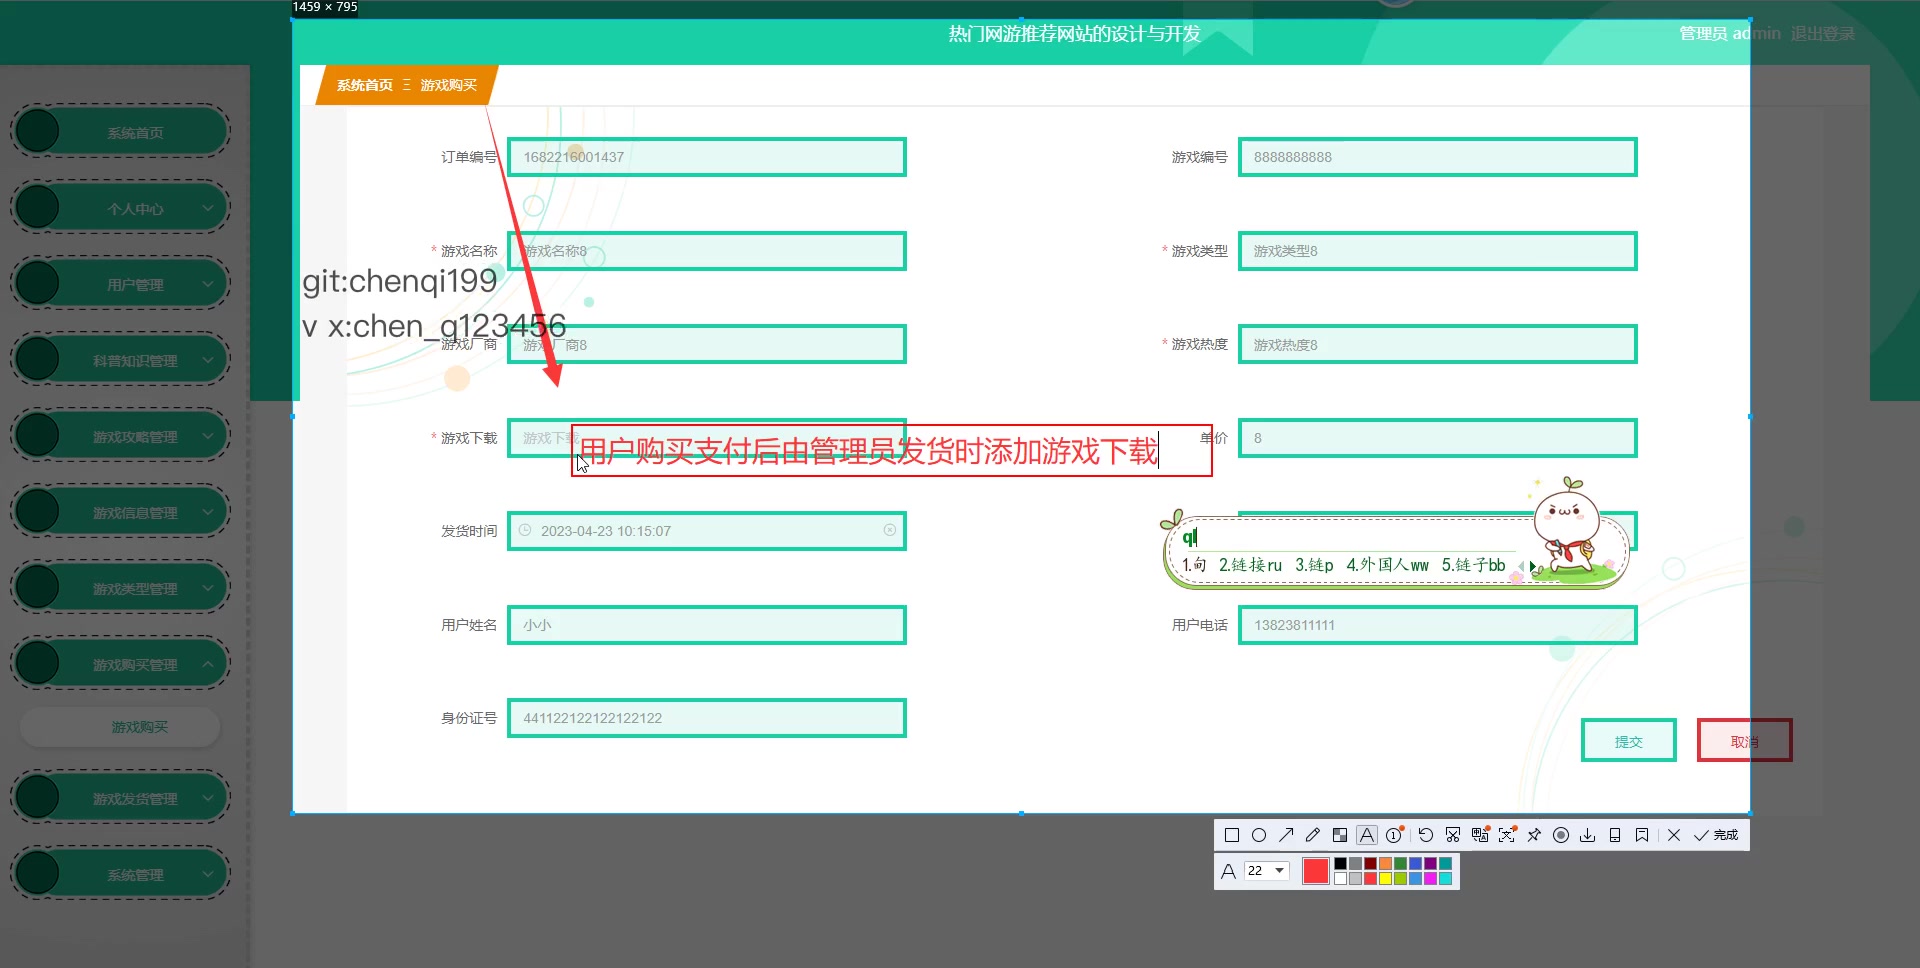 1459 × 795
热门网游推荐网站的设计与开发
管理员 admin 退出登录
系统首页 三 游戏购买
系统首页
个人中心
用户管理
科普知识管理
游戏攻略管理
游戏信息管理
游戏类型管理
游戏购买管理
游戏购买
游戏发货管理
系统管理
订单编号 1682216001437
游戏编号 8888888888
* 游戏名称 游戏名称8
* 游戏类型 游戏类型8
git:chenqi199
v x:chen_q123456
游戏厂商 游戏厂商8
* 游戏热度 游戏热度8
* 游戏下载 游戏下载
单价 8
用户购买支付后由管理员发货时添加游戏下载
发货时间 2023-04-23 10:15:07
ql
1.句 2.链接ru 3.链p 4.外国人ww 5.链子bb
用户姓名 小小
用户电话 13823811111
身份证号 441122122122122122
提交
取消
完成
A 22